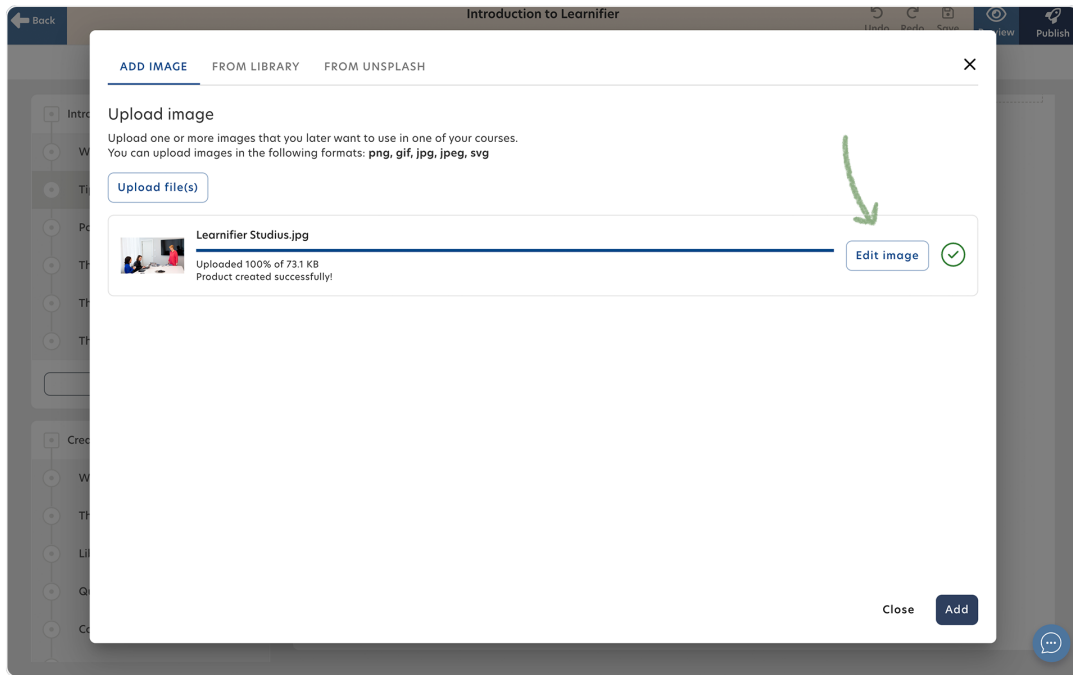 Back
Introduction to Learnifier
Undo
Redo
Save
Publish
ADD IMAGE
FROM LIBRARY
FROM UNSPLASH
Upload image
Upload one or more images that you later want to use in one of your courses.
You can upload images in the following formats: png, gif, jpg, jpeg, svg
Upload file(s)
Learnifier Studius.jpg
Uploaded 100% of 73.1 KB
Product created successfully!
Edit image
Close
Add